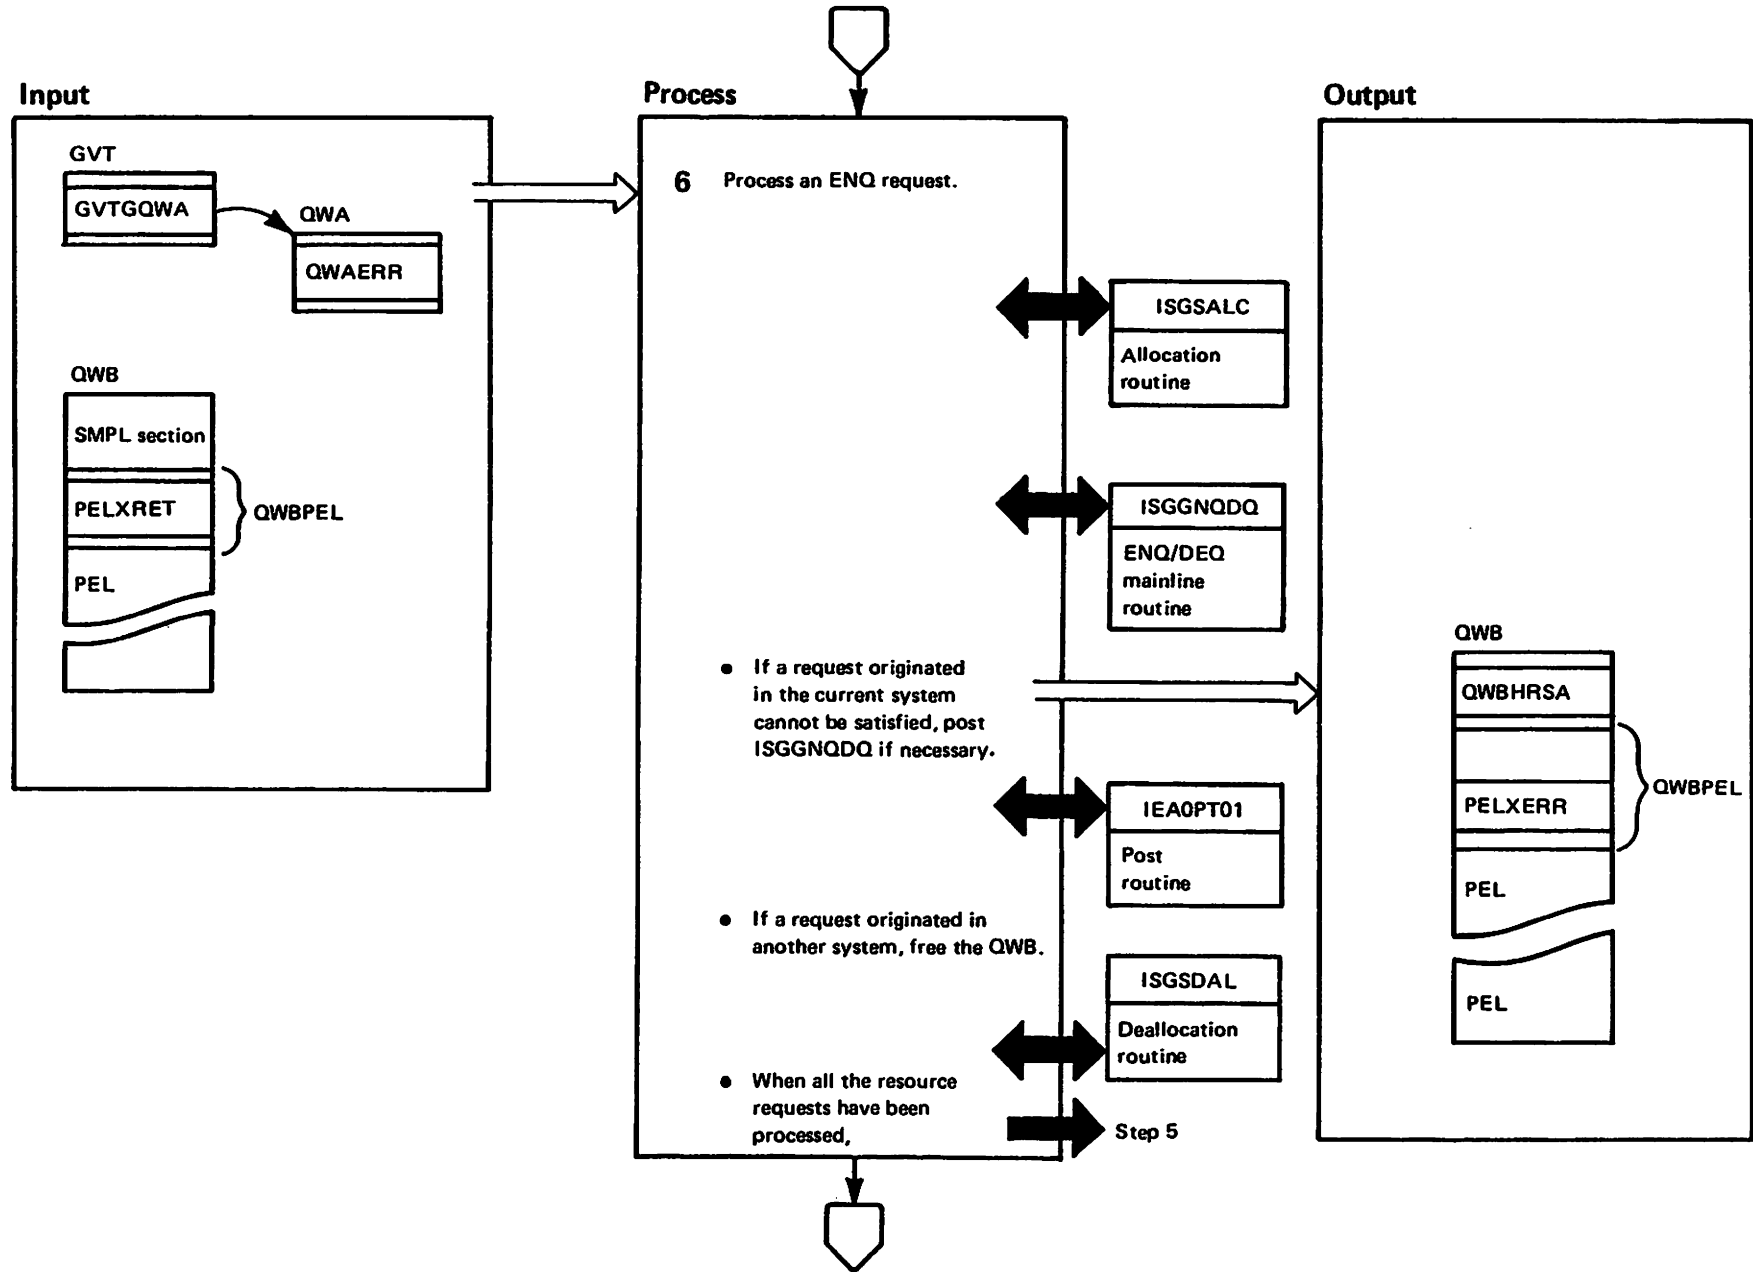 Input
GVT
GVTGQWA
QWA
QWAERR
QWB
SMPL section
PELXRET
QWBPEL
PEL
Process
6 Process an ENQ request.
ISGSALC
Allocation
routine
ISGGNQDQ
ENQ/DEQ
mainline
routine
• If a request originated
in the current system
cannot be satisfied, post
ISGGNQDQ if necessary.
IEA0PT01
Post
routine
• If a request originated in
another system, free the QWB.
ISGSDAL
Deallocation
routine
• When all the resource
requests have been
processed,
Step 5
Output
QWB
QWBHRSA
PELXERR
QWBPEL
PEL
PEL